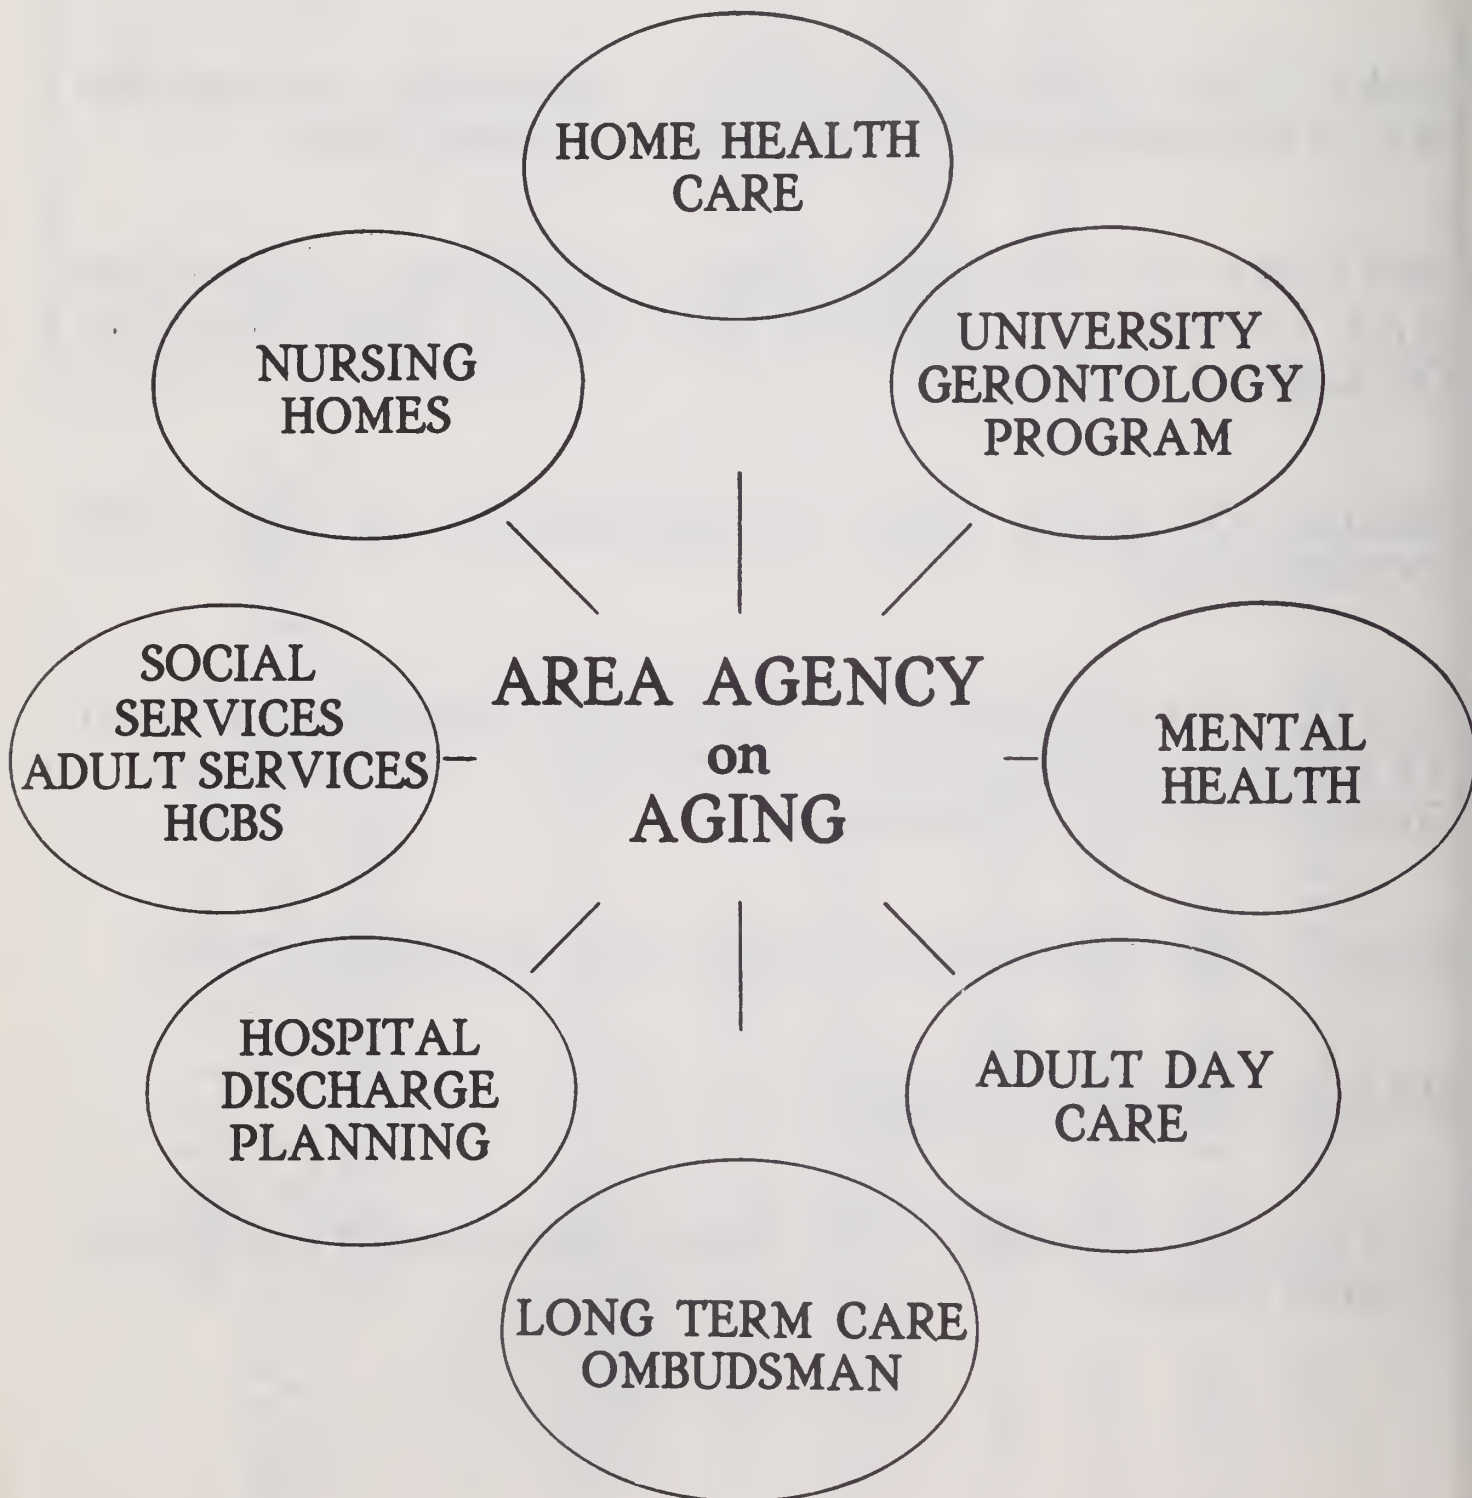 HOME HEALTH
CARE
NURSING
HOMES
UNIVERSITY
GERONTOLOGY
PROGRAM
SOCIAL
SERVICES
ADULT SERVICES
HCBS
AREA AGENCY
on
AGING
MENTAL
HEALTH
HOSPITAL
DISCHARGE
PLANNING
ADULT DAY
CARE
LONG TERM CARE
OMBUDSMAN